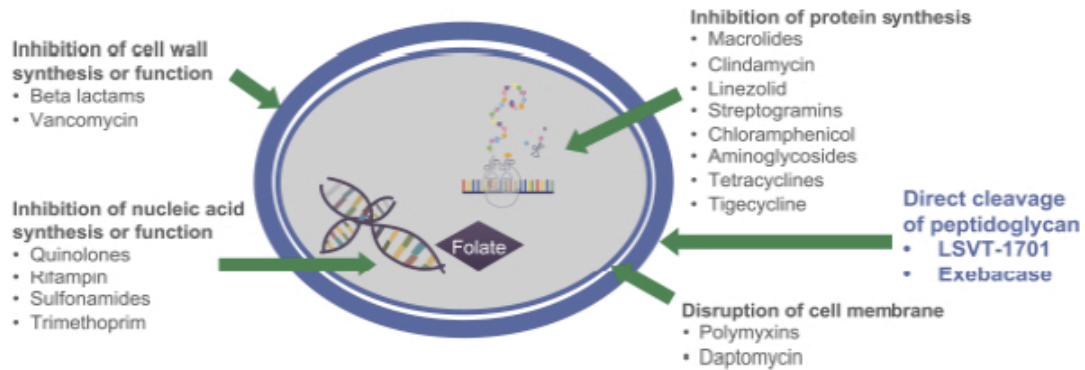 Inhibition of cell wall
synthesis or function
• Beta lactams
• Vancomycin
Inhibition of nucleic acid
synthesis or function
• Quinolones
• Rifampin
• Sulfonamides
• Trimethoprim
Folate
Inhibition of protein synthesis
• Macrolides
• Clindamycin
• Linezolid
• Streptogramins
• Chloramphenicol
• Aminoglycosides
• Tetracyclines
• Tigecycline
Direct cleavage
of peptidoglycan
• LSVT-1701
• Exebacase
Disruption of cell membrane
• Polymyxins
• Daptomycin